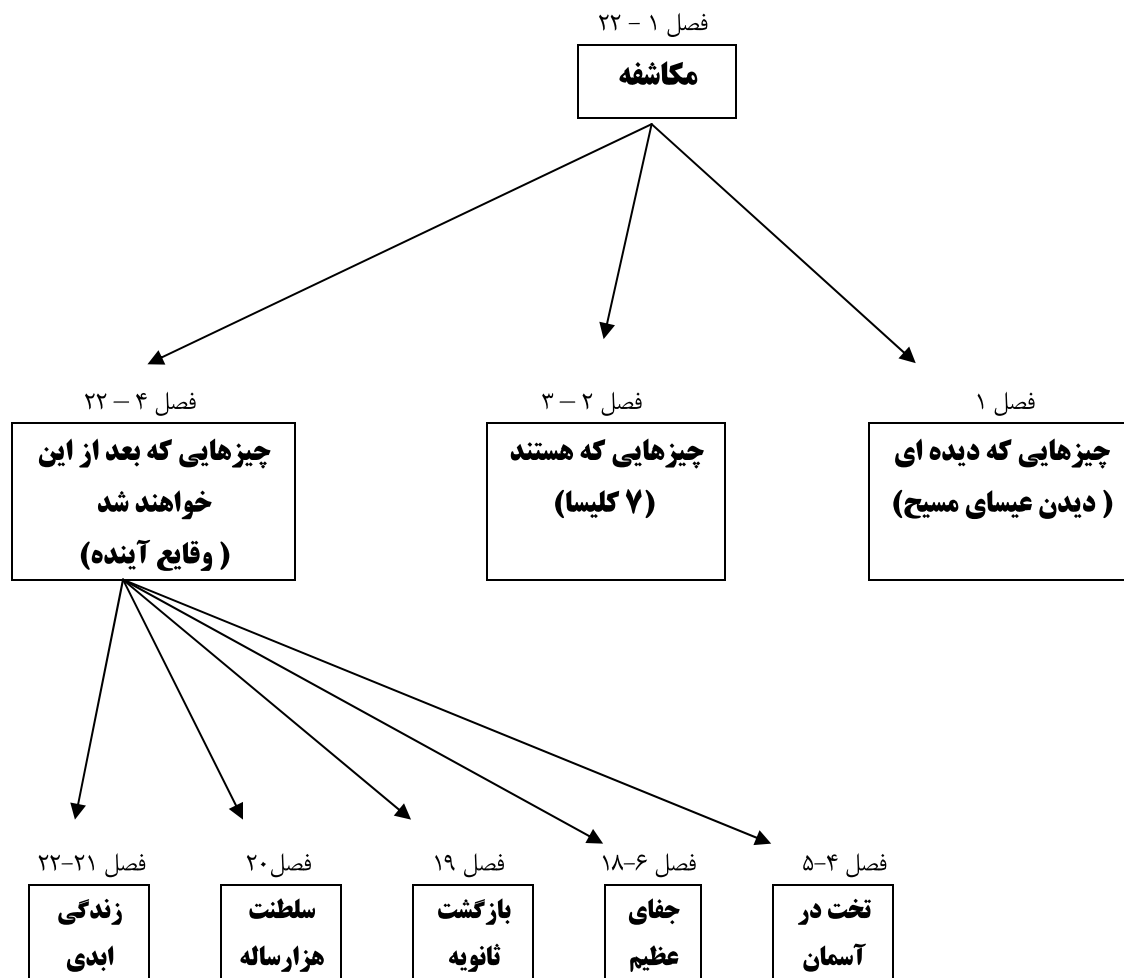 فصل ۱ – ۲۲
مکاشفه
فصل ۱
چیزهایی که دیده ای
( دیدن عیسای مسیح)
فصل ۲ – ۳
چیزهایی که هستند
(۷ کلیسا)
فصل ۴ – ۲۲
چیزهایی که بعد از این
خواهند شد
( وقایع آینده)
فصل ۴-۵
تخت در
آسمان
فصل ۶-۱۸
جفای
عظیم
فصل ۱۹
بازگشت
ثانویه
فصل۲۰
سلطنت
هزارساله
فصل ۲۱-۲۲
زندگی
ابدی